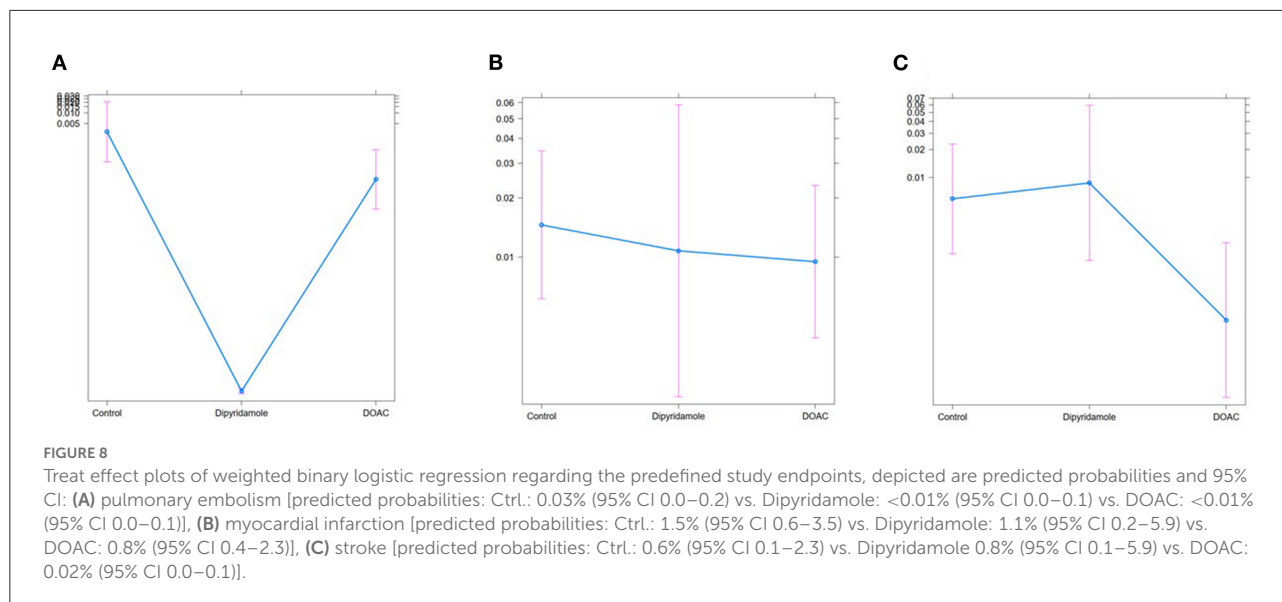 A
B
C
0.030
0.025
0.020
0.015
0.010
0.005
Control
Dipyridamole
DOAC
0.06
0.05
0.04
0.03
0.02
0.01
Control
Dipyridamole
DOAC
0.07
0.06
0.05
0.04
0.03
0.02
0.01
Control
Dipyridamole
DOAC
FIGURE 8
Treat effect plots of weighted binary logistic regression regarding the predefined study endpoints, depicted are predicted probabilities and 95%
CI: (A) pulmonary embolism [predicted probabilities: Ctrl.: 0.03% (95% CI 0.0–0.2) vs. Dipyridamole: <0.01% (95% CI 0.0–0.1) vs. DOAC: <0.01%
(95% CI 0.0–0.1)], (B) myocardial infarction [predicted probabilities: Ctrl.: 1.5% (95% CI 0.6–3.5) vs. Dipyridamole: 1.1% (95% CI 0.2–5.9) vs.
DOAC: 0.8% (95% CI 0.4–2.3)], (C) stroke [predicted probabilities: Ctrl.: 0.6% (95% CI 0.1–2.3) vs. Dipyridamole 0.8% (95% CI 0.1–5.9) vs. DOAC:
0.02% (95% CI 0.0–0.1)].